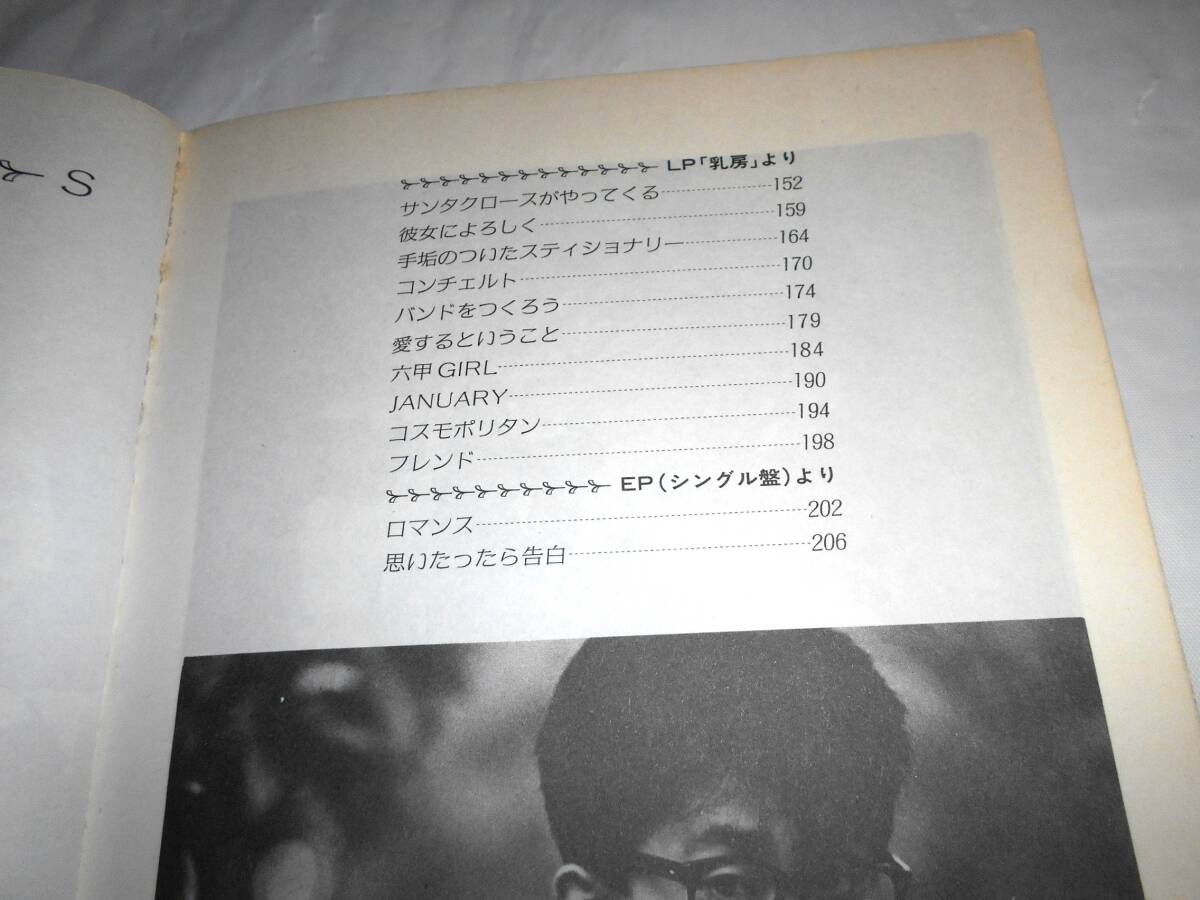 S
LP「乳房」より
サンタクロースがやってくる 152
彼女によろしく 159
手垢のついたスティショナリー 164
コンチェルト 170
バンドをつくろう 174
愛するということ 179
六甲GIRL 184
JANUARY 190
コスモポリタン 194
フレンド 198
EP(シングル盤)より
ロマンス 202
思いたったら告白 206